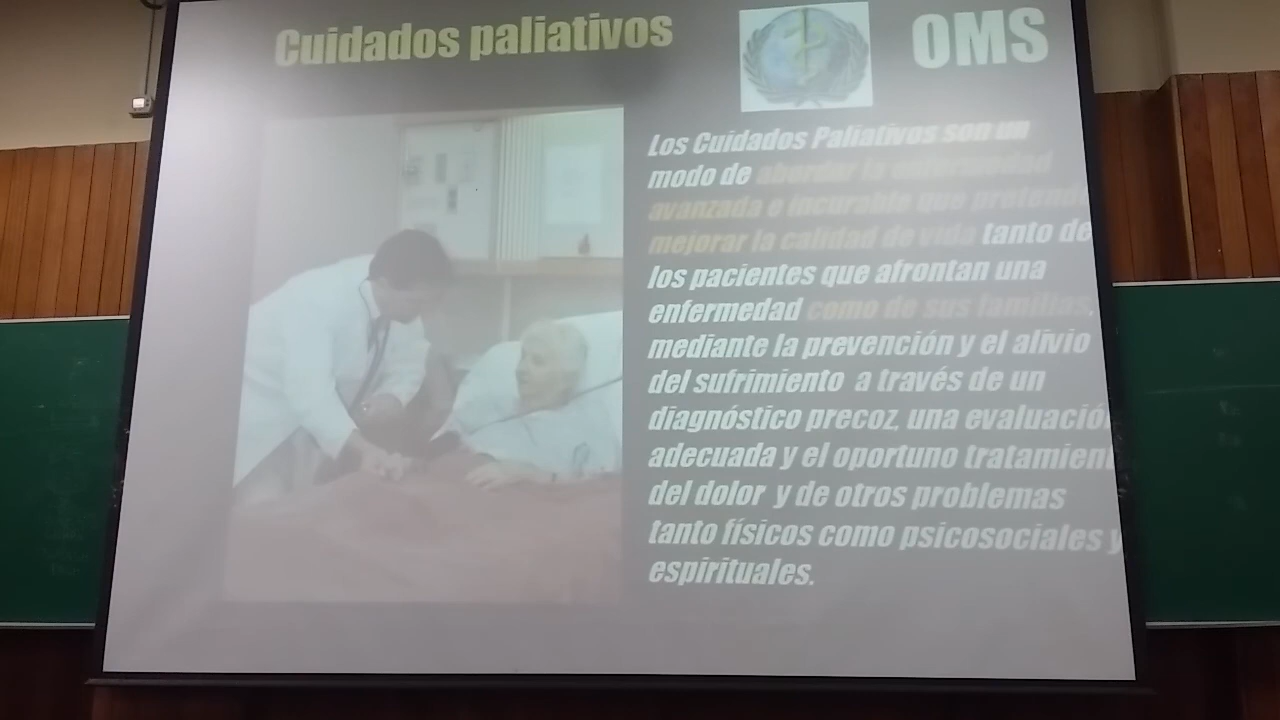 Cuidados paliativos
OMS
Los Cuidados Paliativos son un
modo de abordar la enfermedad
avanzada e incurable que pretende
mejorar la calidad de vida tanto de
los pacientes que afrontan una
enfermedad como de sus familias,
mediante la prevención y el alivio
del sufrimiento a través de un
diagnóstico precoz, una evaluación
adecuada y el oportuno tratamien
del dolor y de otros problemas
tanto físicos como psicosociales y
espirituales.